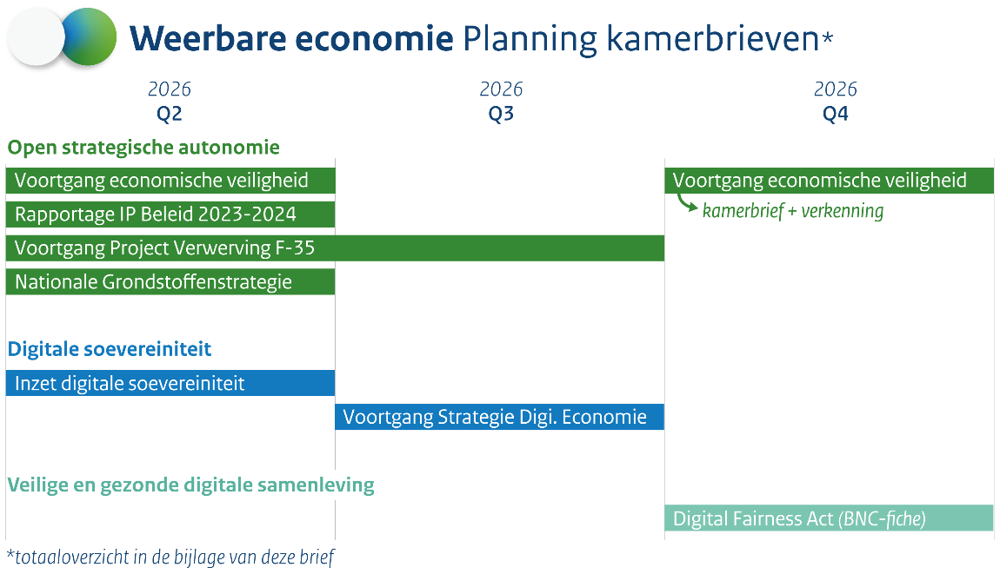 Weerbare economie Planning kamerbrieven*
2026 2026 2026
Q2 Q3 Q4
Open strategische autonomie
Voortgang economische veiligheid Voortgang economische veiligheid
kamerbrief + verkenning
Rapportage IP Beleid 2023-2024
Voortgang Project Verwerving F-35
Nationale Grondstoffenstrategie
Digitale soevereiniteit
Inzet digitale soevereiniteit
Voortgang Strategie Digi. Economie
Veilige en gezonde digitale samenleving
Digital Fairness Act (BNC-fiche)
*totaaloverzicht in de bijlage van deze brief